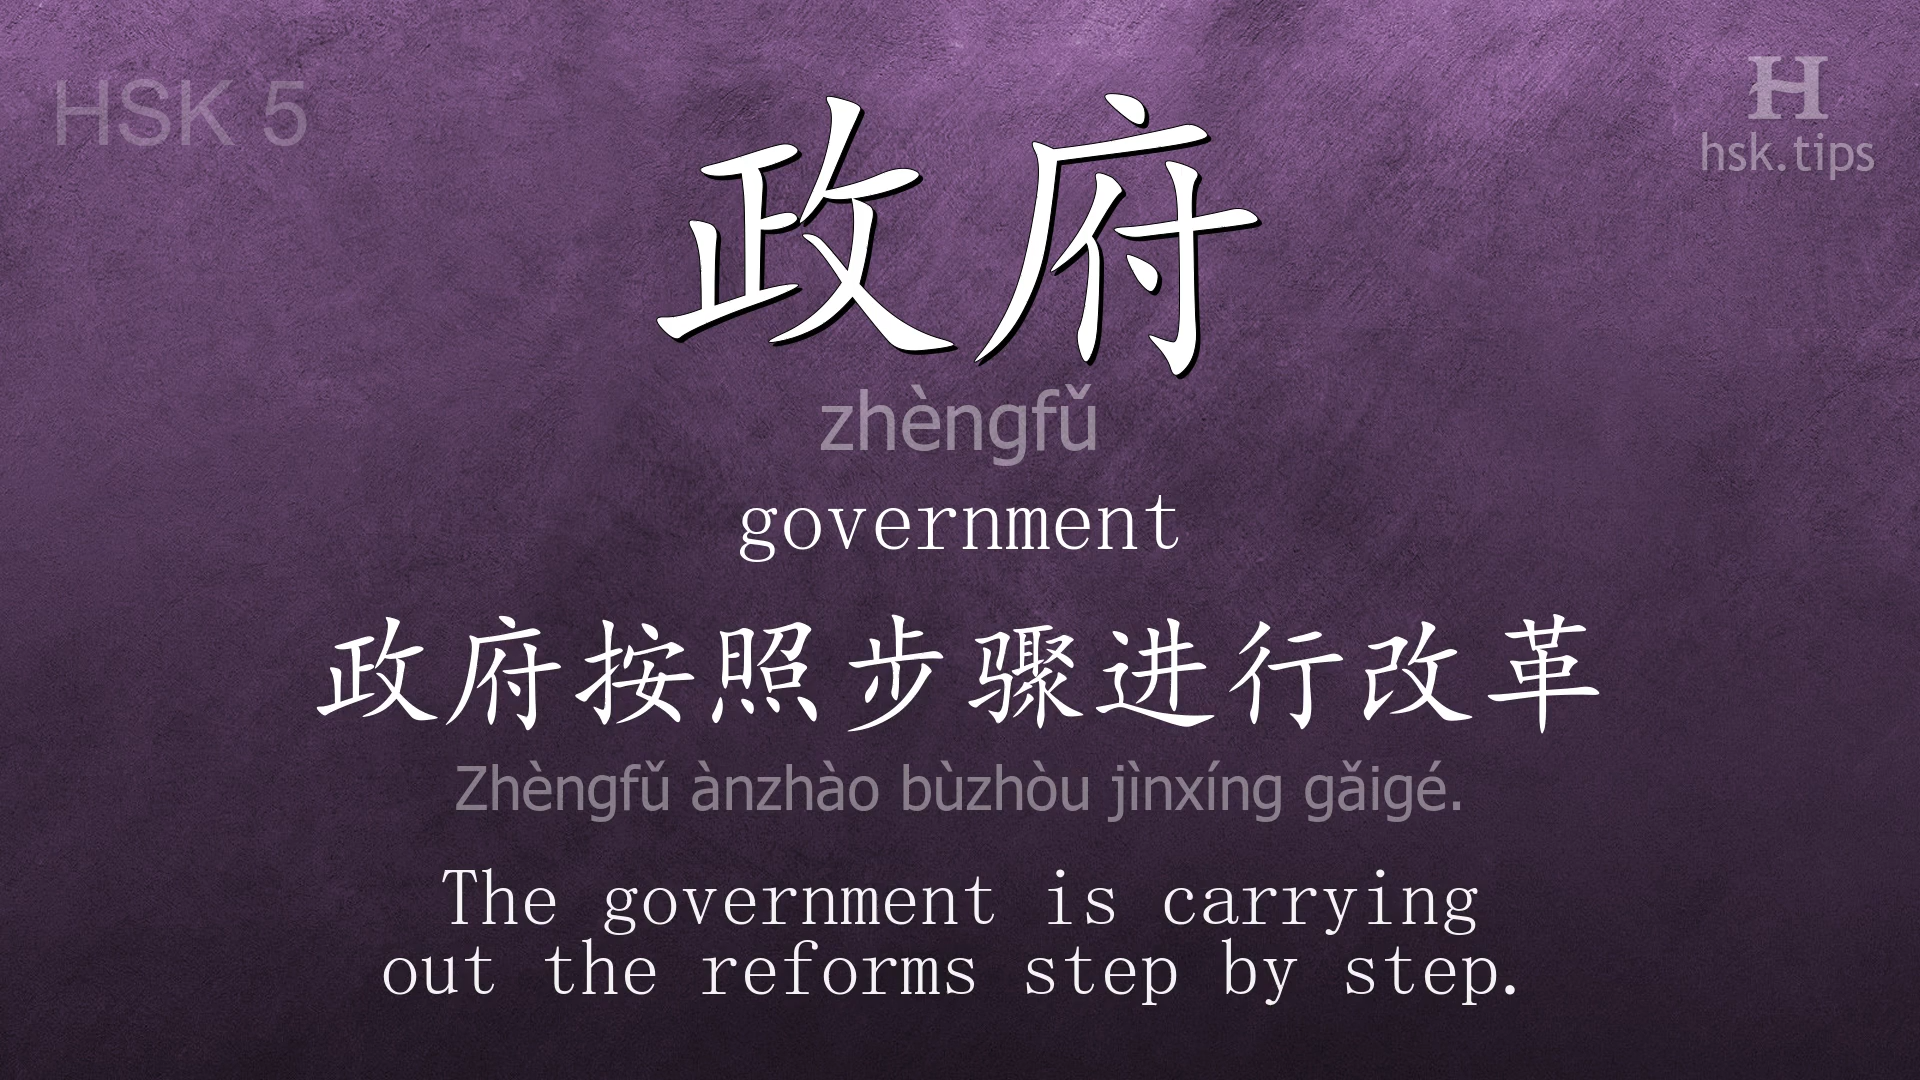 HSK 5
H
hsk.tips
政府
zhèngfǔ
government
政府按照步骤进行改革
Zhèngfǔ ànzhào bùzhòu jìnxíng gǎigé.
The government is carrying
out the reforms step by step.